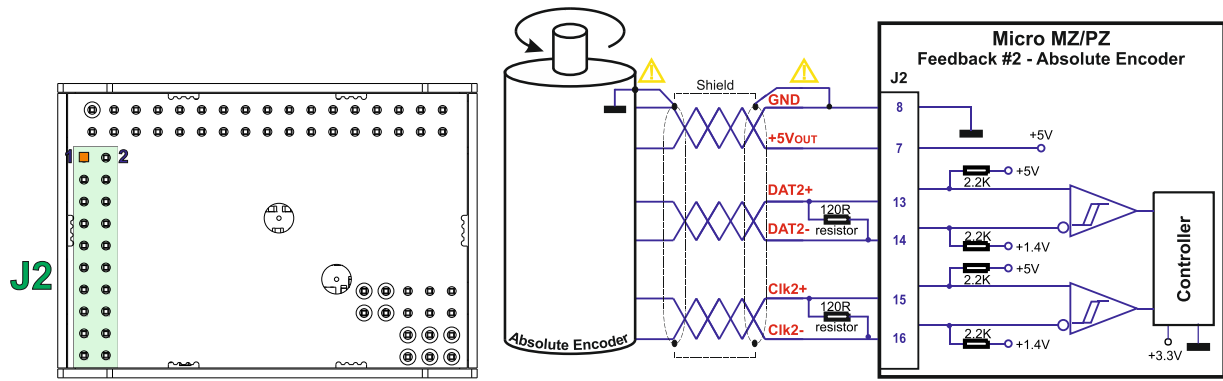 1
2
J2
Absolute Encoder
Shield
GND
+5VOUT
DAT2+
120R
resistor
DAT2-
Clk2+
120R
resistor
Clk2-
Micro MZ/PZ
Feedback #2 - Absolute Encoder
J2
8
7
13
14
15
16
+5V
+5V
2.2K
2.2K
+1.4V
+5V
2.2K
2.2K
+1.4V
Controller
+3.3V